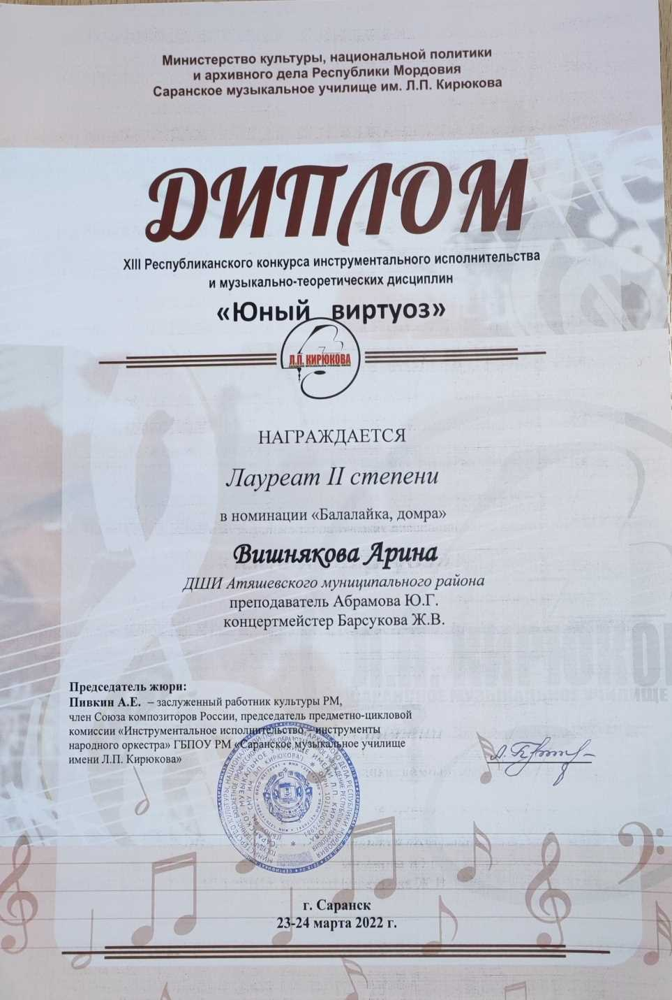 Министерство культуры, национальной политики
и архивного дела Республики Мордовия
Саранское музыкальное училище им. Л.П. Кирюкова
ДИПЛОМ
XIII Республиканского конкурса инструментального исполнительства
и музыкально-теоретических дисциплин
«Юный виртуоз»
Л.П. КИРЮКОВА
НАГРАЖДАЕТСЯ
Лауреат II степени
в номинации «Балалайка, домра»
Вишнякова Арина
ДШИ Атяшевского муниципального района
преподаватель Абрамова Ю.Г.
концертмейстер Барсукова Ж.В.
Председатель жюри:
Пивкин А.Е. – заслуженный работник культуры РМ,
член Союза композиторов России, председатель предметно-цикловой
комиссии «Инструментальное исполнительство – инструменты
народного оркестра» ГБПОУ РМ «Саранское музыкальное училище
имени Л.П. Кирюкова»
г. Саранск
23-24 марта 2022 г.